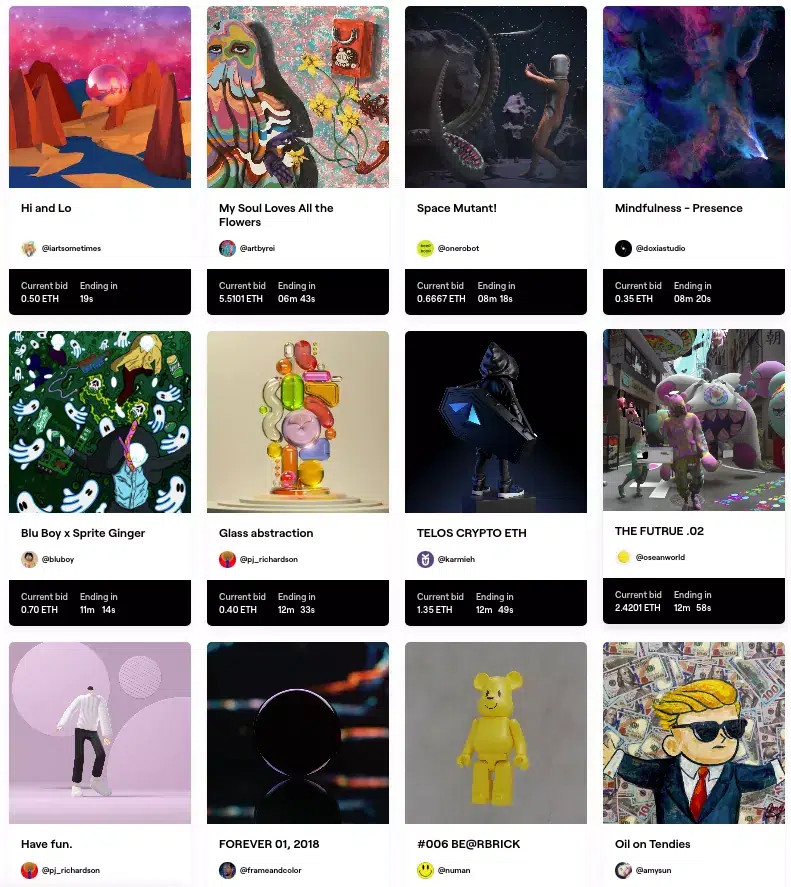 Hi and Lo
@iartsometimes
Current bid Ending in
0.50 ETH 19s
My Soul Loves All the
Flowers
@artbyrei
Current bid Ending in
5.5101 ETH 06m 43s
Space Mutant!
@onerobot
Current bid Ending in
0.6667 ETH 08m 18s
Mindfulness - Presence
@doxiastudio
Current bid Ending in
0.35 ETH 08m 20s
Blu Boy x Sprite Ginger
@bluboy
Current bid Ending in
0.70 ETH 11m 14s
Glass abstraction
@pj_richardson
Current bid Ending in
0.40 ETH 12m 33s
TELOS CRYPTO ETH
@karmieh
Current bid Ending in
1.35 ETH 12m 49s
THE FUTRUE .02
@oseanworld
Current bid Ending in
2.4201 ETH 12m 58s
Have fun.
@pj_richardson
FOREVER 01, 2018
@frameandcolor
#006 BE@RBRICK
@numan
Oil on Tendies
@amysun